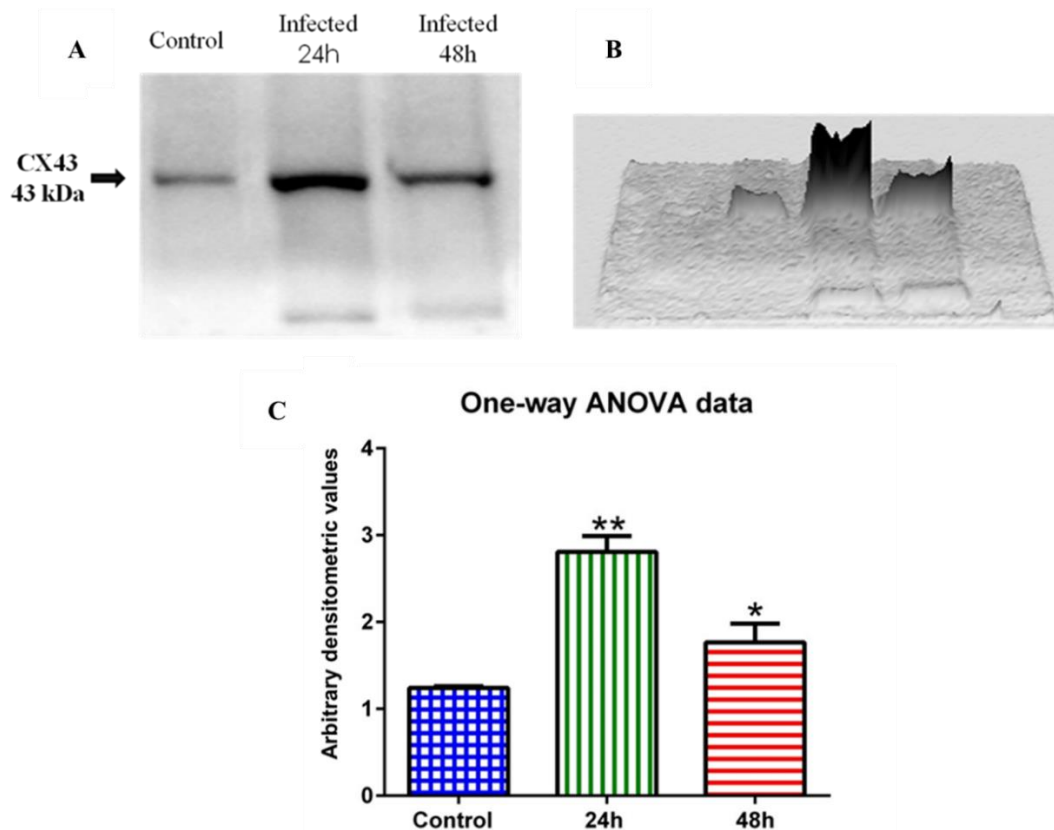 A
Control
Infected
24h
Infected
48h
B
CX43
43 kDa
C
One-way ANOVA data
Arbitrary densitometric values
4
3
2
1
0
**
*
Control
24h
48h